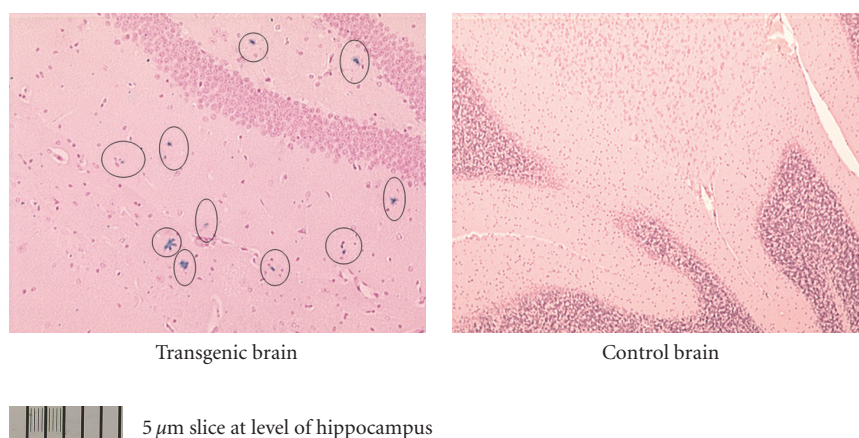 Transgenic brain
Control brain
5 μm slice at level of hippocampus